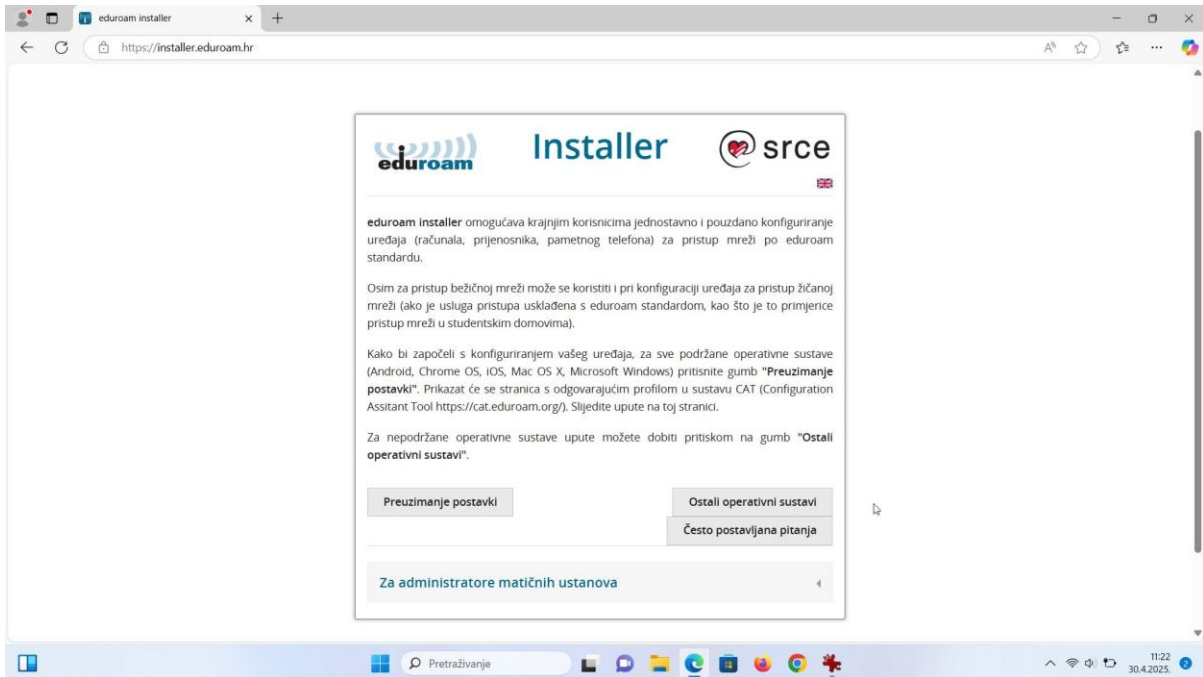 eduroam installer
https://installer.eduroam.hr
eduroam
Installer
srce
eduroam installer omogućava krajnjim korisnicima jednostavno i pouzdano konfiguriranje
uređaja (računala, prijenosnika, pametnog telefona) za pristup mreži po eduroam
standardu.
Osim za pristup bežičnoj mreži može se koristiti i pri konfiguraciji uređaja za pristup žičanoj
mreži (ako je usluga pristupa usklađena s eduroam standardom, kao što je to primjerice
pristup mreži u studentskim domovima).
Kako bi započeli s konfiguriranjem vašeg uređaja, za sve podržane operativne sustave
(Android, Chrome OS, iOS, Mac OS X, Microsoft Windows) pritisnite gumb "Preuzimanje
postavki". Prikazat će se stranica s odgovarajućim profilom u sustavu CAT (Configuration
Assitant Tool https://cat.eduroam.org/). Slijedite upute na toj stranici.
Za nepodržane operativne sustave upute možete dobiti pritiskom na gumb "Ostali
operativni sustavi".
Preuzimanje postavki
Ostali operativni sustavi
Često postavljana pitanja
Za administratore matičnih ustanova
Pretraživanje
11:22
30.4.2025.
2